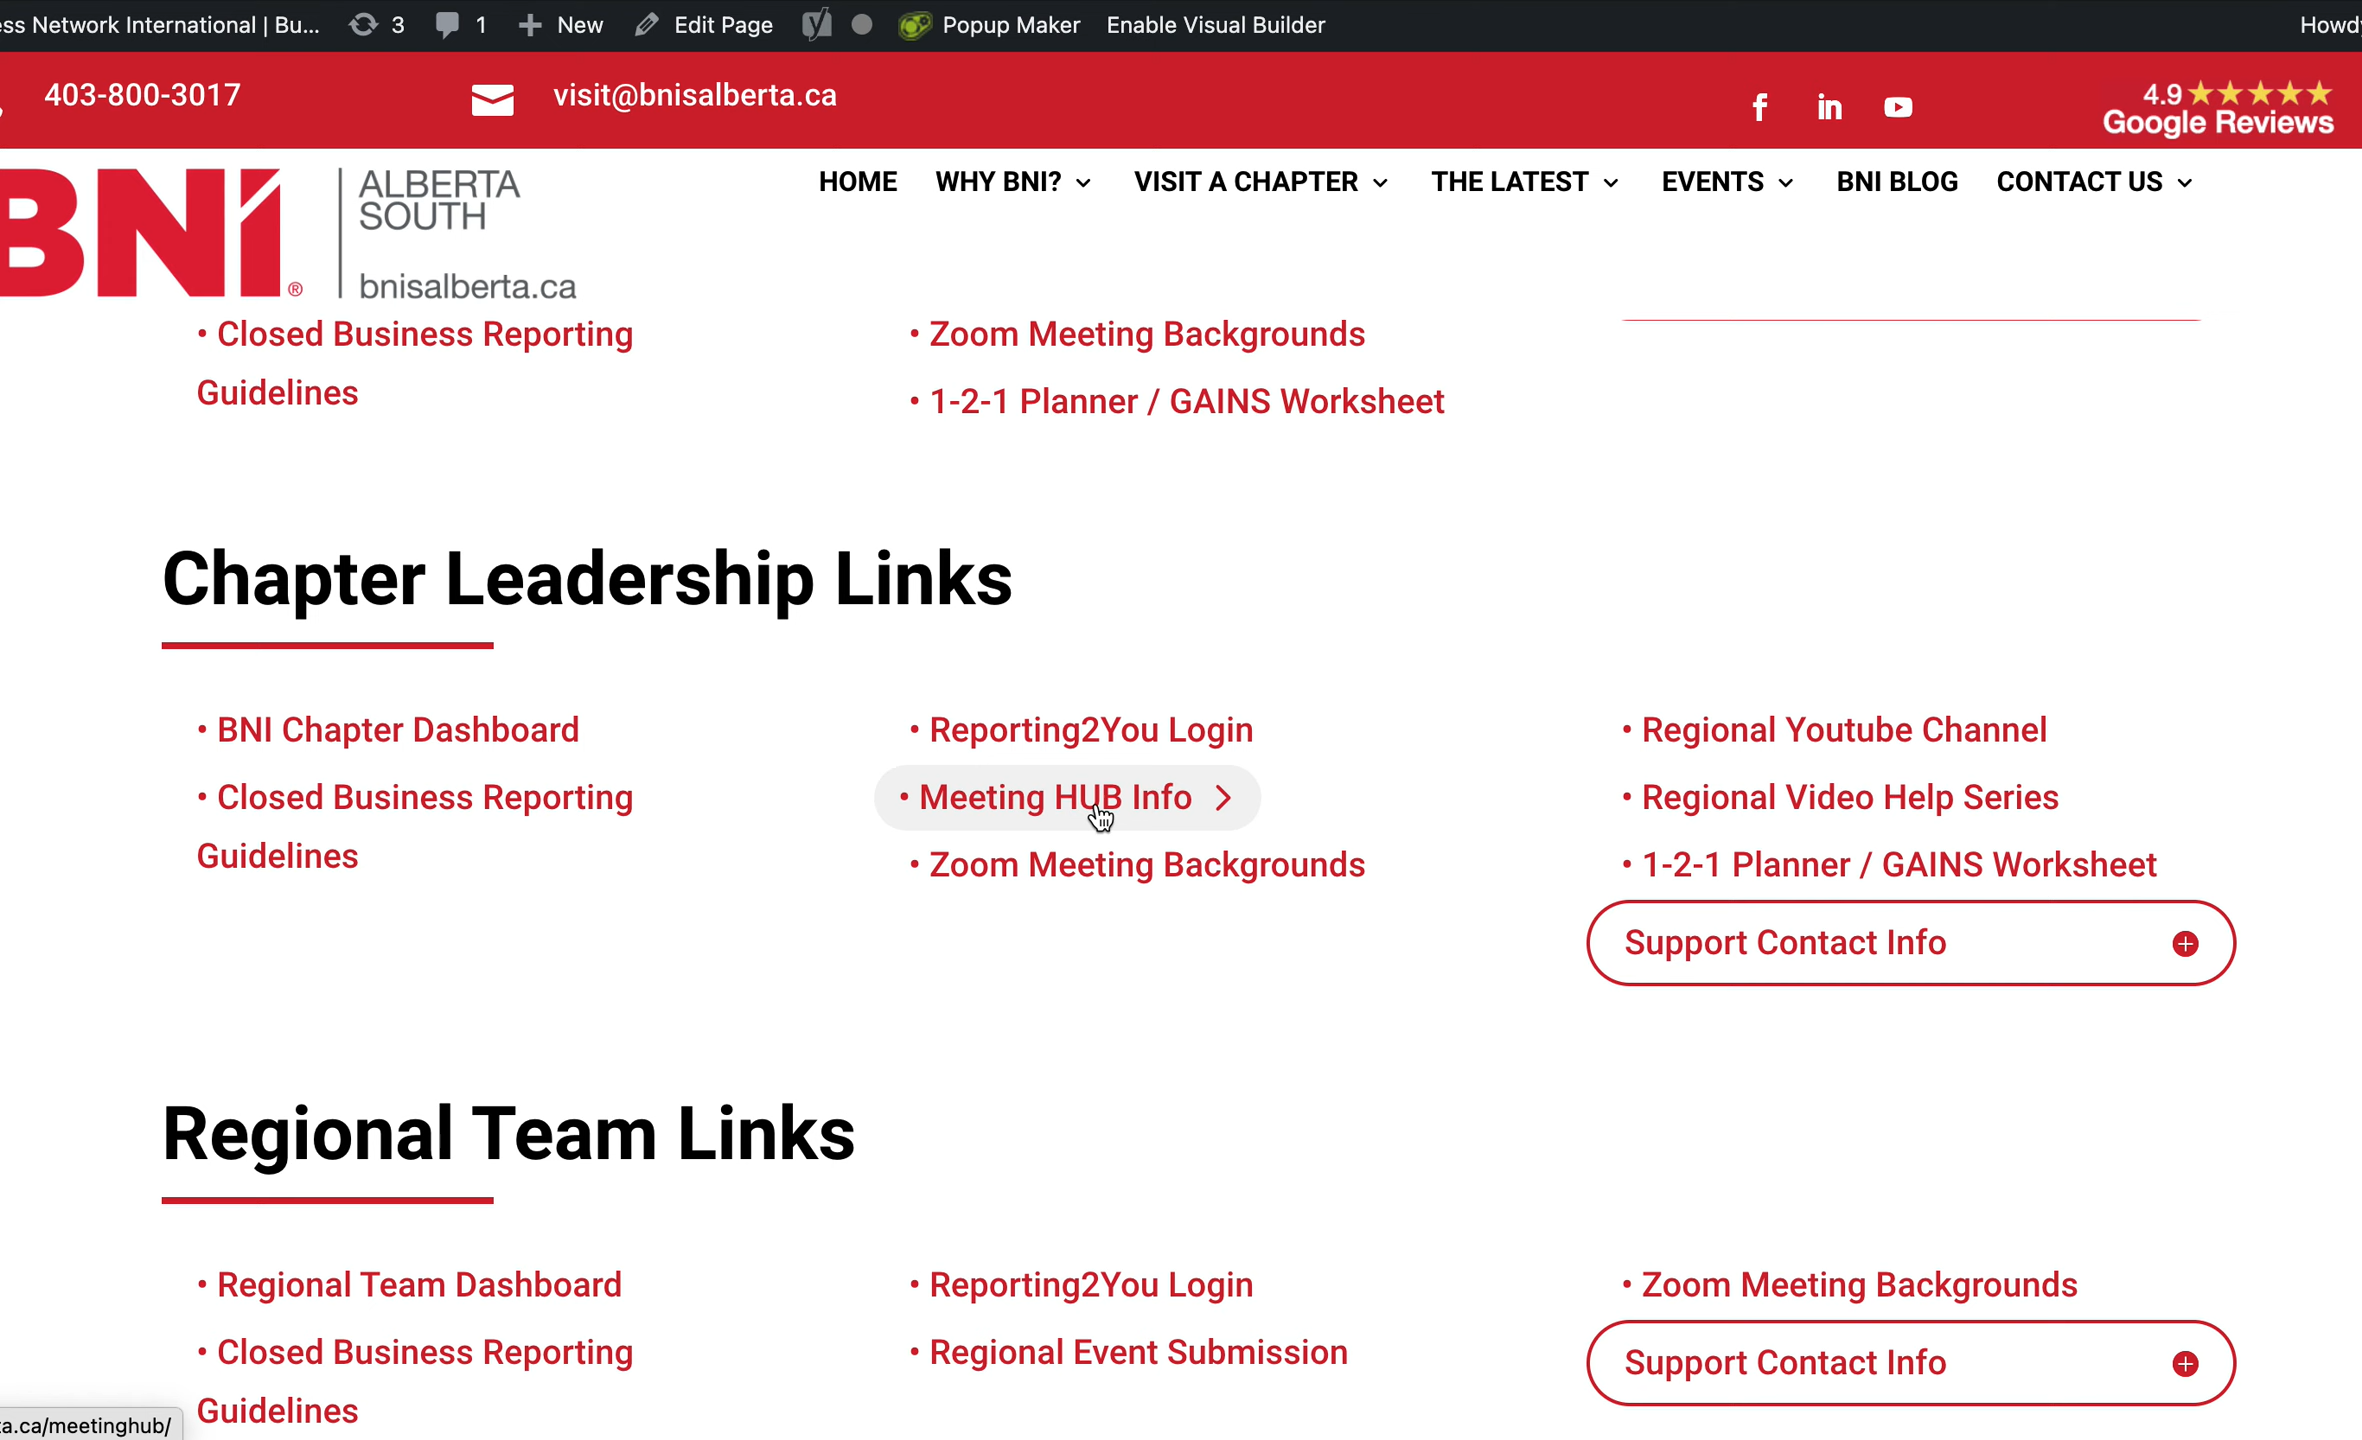 ess Network International | Bu...
3
1
New
Edit Page
Popup Maker
Enable Visual Builder
Howdy
403-800-3017
visit@bnisalberta.ca
4.9
Google Reviews
BNI®
ALBERTA
SOUTH
bnisalberta.ca
HOME
WHY BNI?
VISIT A CHAPTER
THE LATEST
EVENTS
BNI BLOG
CONTACT US
• Closed Business Reporting
Guidelines
• Zoom Meeting Backgrounds
• 1-2-1 Planner / GAINS Worksheet
Chapter Leadership Links
• BNI Chapter Dashboard
• Closed Business Reporting
Guidelines
• Reporting2You Login
• Meeting HUB Info
• Zoom Meeting Backgrounds
• Regional Youtube Channel
• Regional Video Help Series
• 1-2-1 Planner / GAINS Worksheet
Support Contact Info
Regional Team Links
• Regional Team Dashboard
• Closed Business Reporting
Guidelines
• Reporting2You Login
• Regional Event Submission
• Zoom Meeting Backgrounds
Support Contact Info
ta.ca/meetinghub/